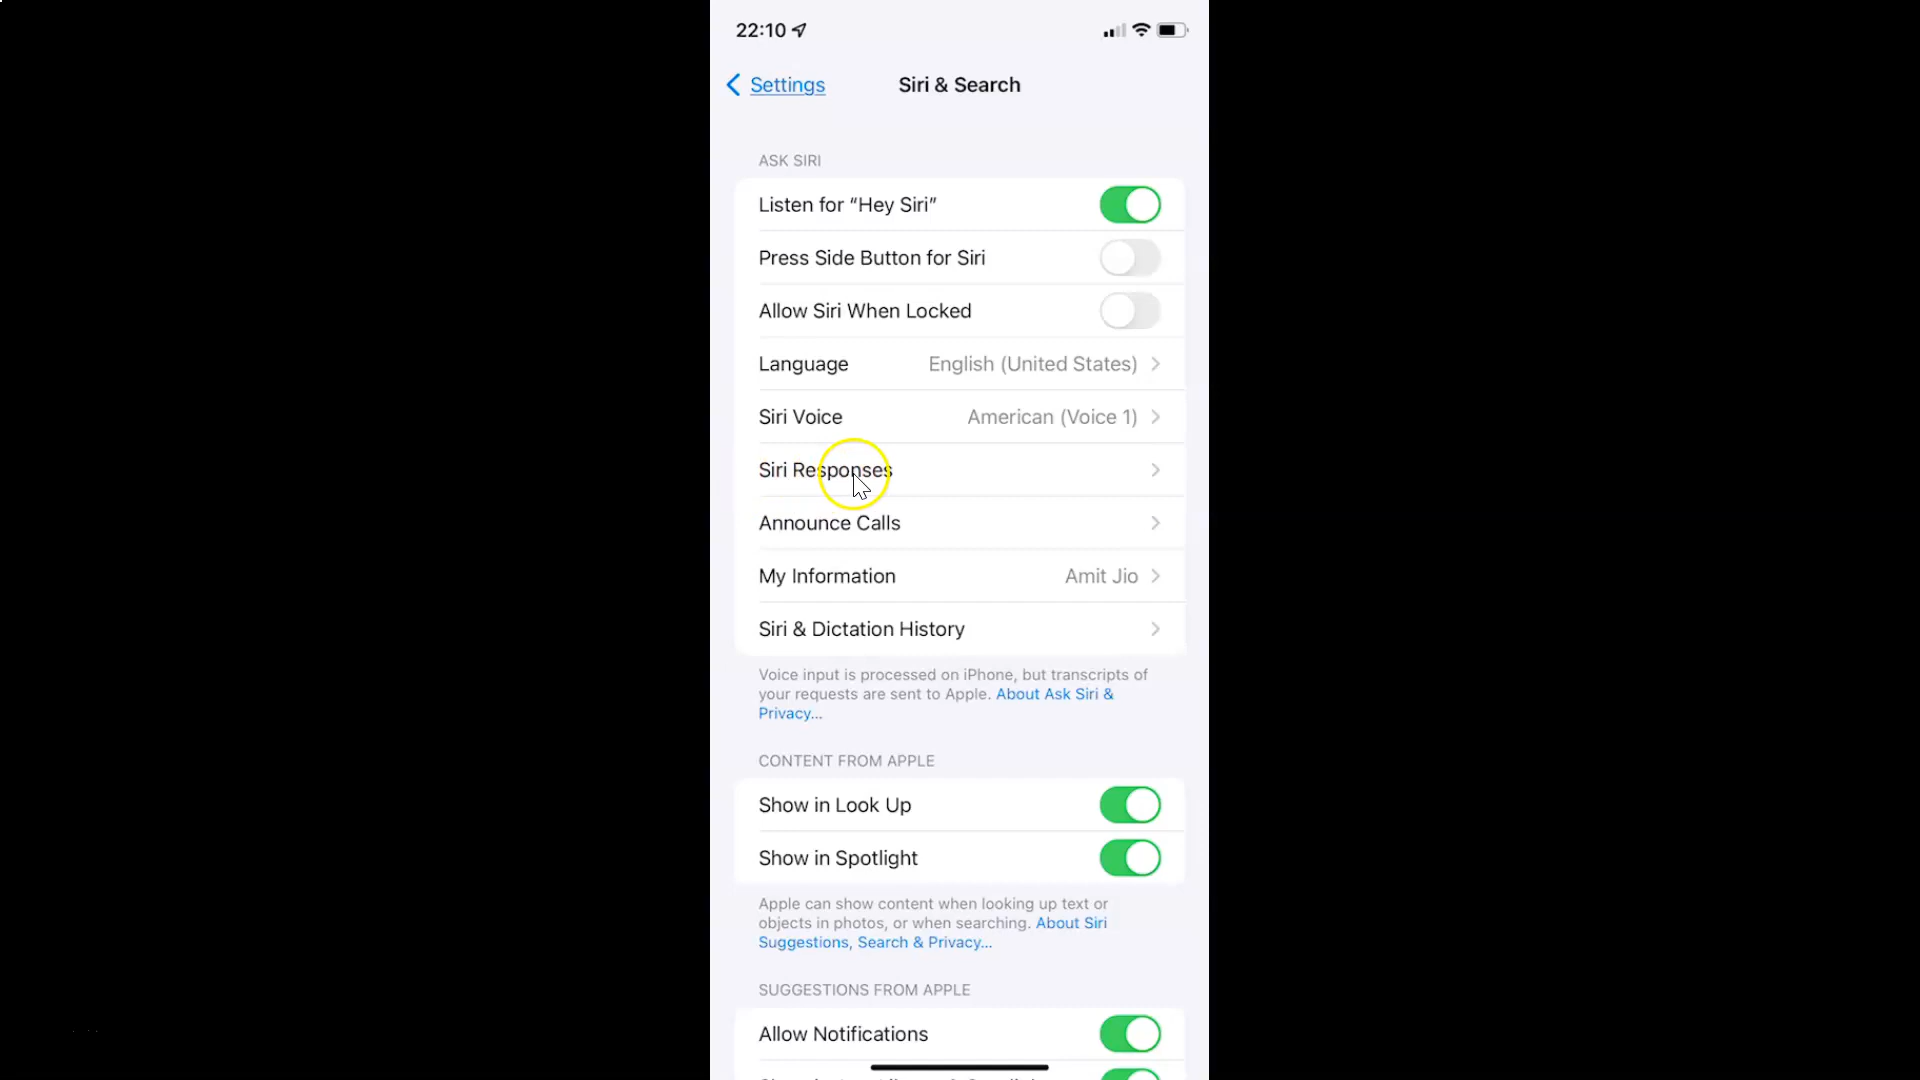 22:10
Settings
Siri & Search
ASK SIRI
Listen for “Hey Siri”
Press Side Button for Siri
Allow Siri When Locked
Language English (United States)
Siri Voice American (Voice 1)
Siri Responses
Announce Calls
My Information Amit Jio
Siri & Dictation History
Voice input is processed on iPhone, but transcripts of
your requests are sent to Apple. About Ask Siri &
Privacy...
CONTENT FROM APPLE
Show in Look Up
Show in Spotlight
Apple can show content when looking up text or
objects in photos, or when searching. About Siri
Suggestions, Search & Privacy...
SUGGESTIONS FROM APPLE
Allow Notifications